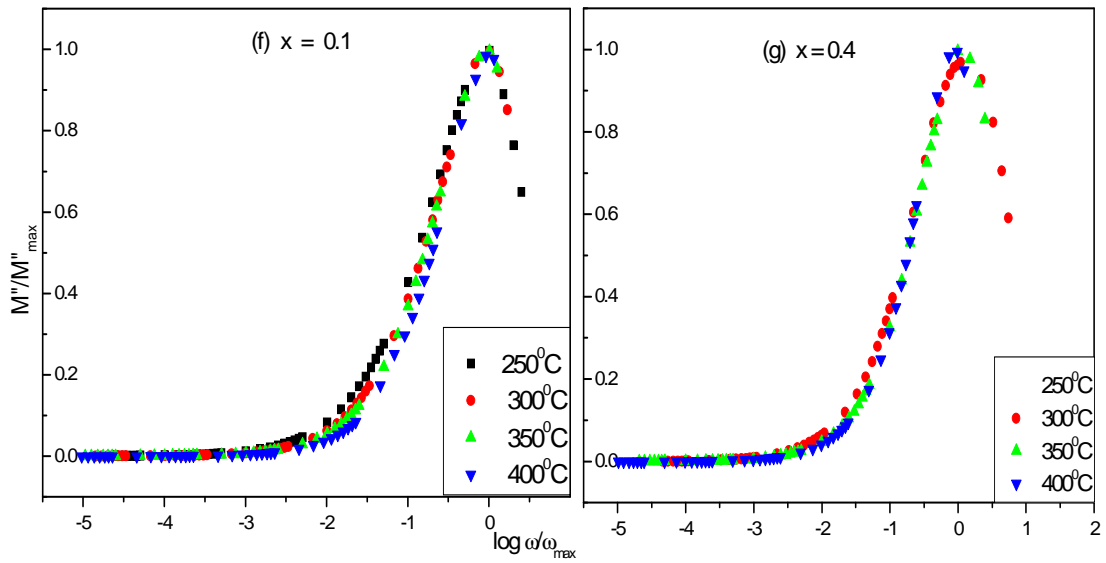 (f) x = 0.1
M"/M"max
1.0
0.8
0.6
0.4
0.2
0.0
250⁰C
300⁰C
350⁰C
400⁰C
-5 -4 -3 -2 -1 0 1
log ω/ωmax
(g) x = 0.4
1.0
0.8
0.6
0.4
0.2
0.0
250⁰C
300⁰C
350⁰C
400⁰C
-5 -4 -3 -2 -1 0 1 2